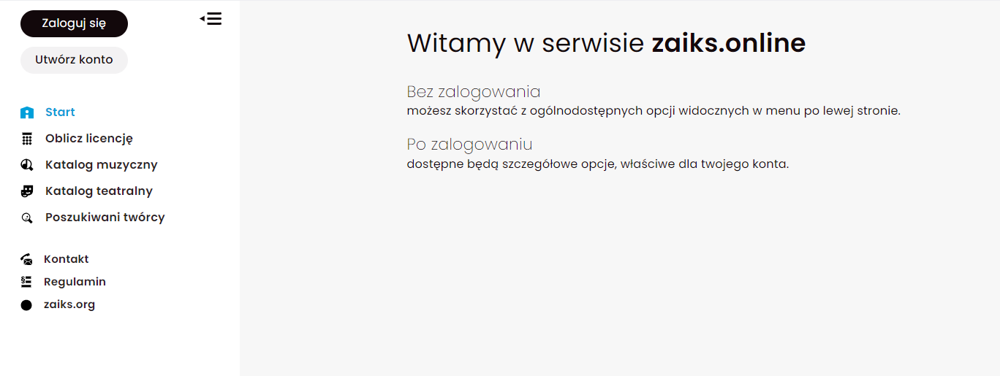 Zaloguj się
Utwórz konto
Start
Oblicz licencję
Katalog muzyczny
Katalog teatralny
Poszukiwani twórcy
Kontakt
Regulamin
zaiks.org
Witamy w serwisie zaiks.online
Bez zalogowania
możesz skorzystać z ogólnodostępnych opcji widocznych w menu po lewej stronie.
Po zalogowaniu
dostępne będą szczegółowe opcje, właściwe dla twojego konta.